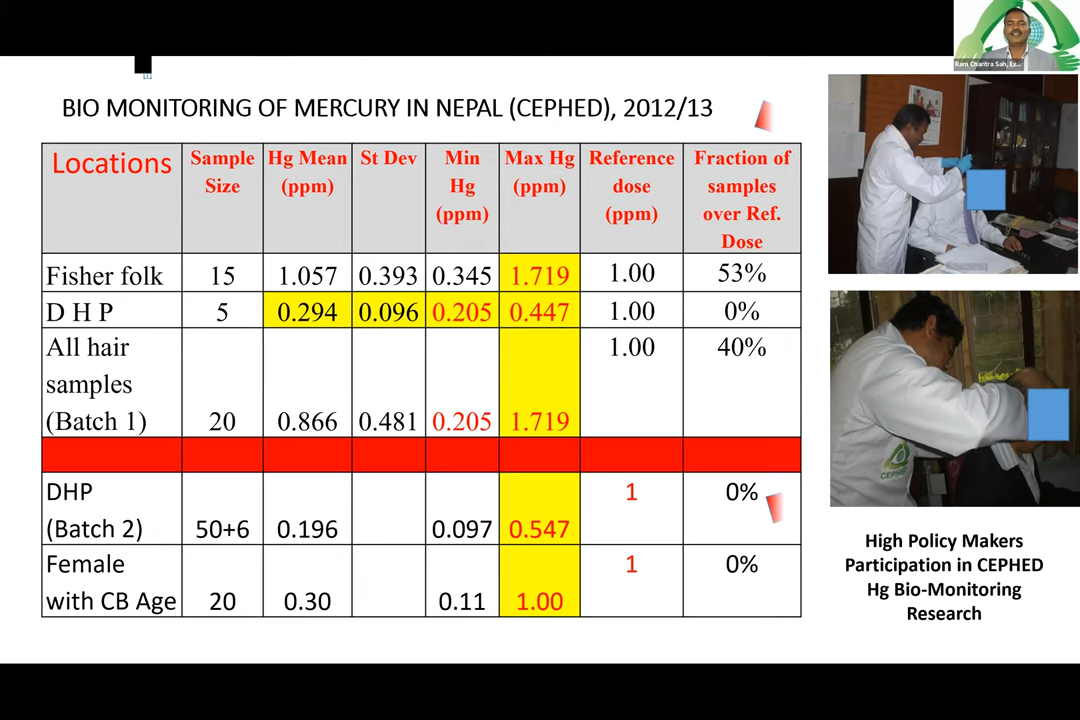 Ram Charitra Sah, Ex...
BIO MONITORING OF MERCURY IN NEPAL (CEPHED), 2012/13
Locations | Sample Size | Hg Mean (ppm) | St Dev | Min Hg (ppm) | Max Hg (ppm) | Reference dose (ppm) | Fraction of samples over Ref. Dose
Fisher folk | 15 | 1.057 | 0.393 | 0.345 | 1.719 | 1.00 | 53%
D H P | 5 | 0.294 | 0.096 | 0.205 | 0.447 | 1.00 | 0%
All hair samples (Batch 1) | 20 | 0.866 | 0.481 | 0.205 | 1.719 | 1.00 | 40%
DHP (Batch 2) | 50+6 | 0.196 | | 0.097 | 0.547 | 1 | 0%
Female with CB Age | 20 | 0.30 | | 0.11 | 1.00 | 1 | 0%
CEPHED
High Policy Makers
Participation in CEPHED
Hg Bio-Monitoring
Research